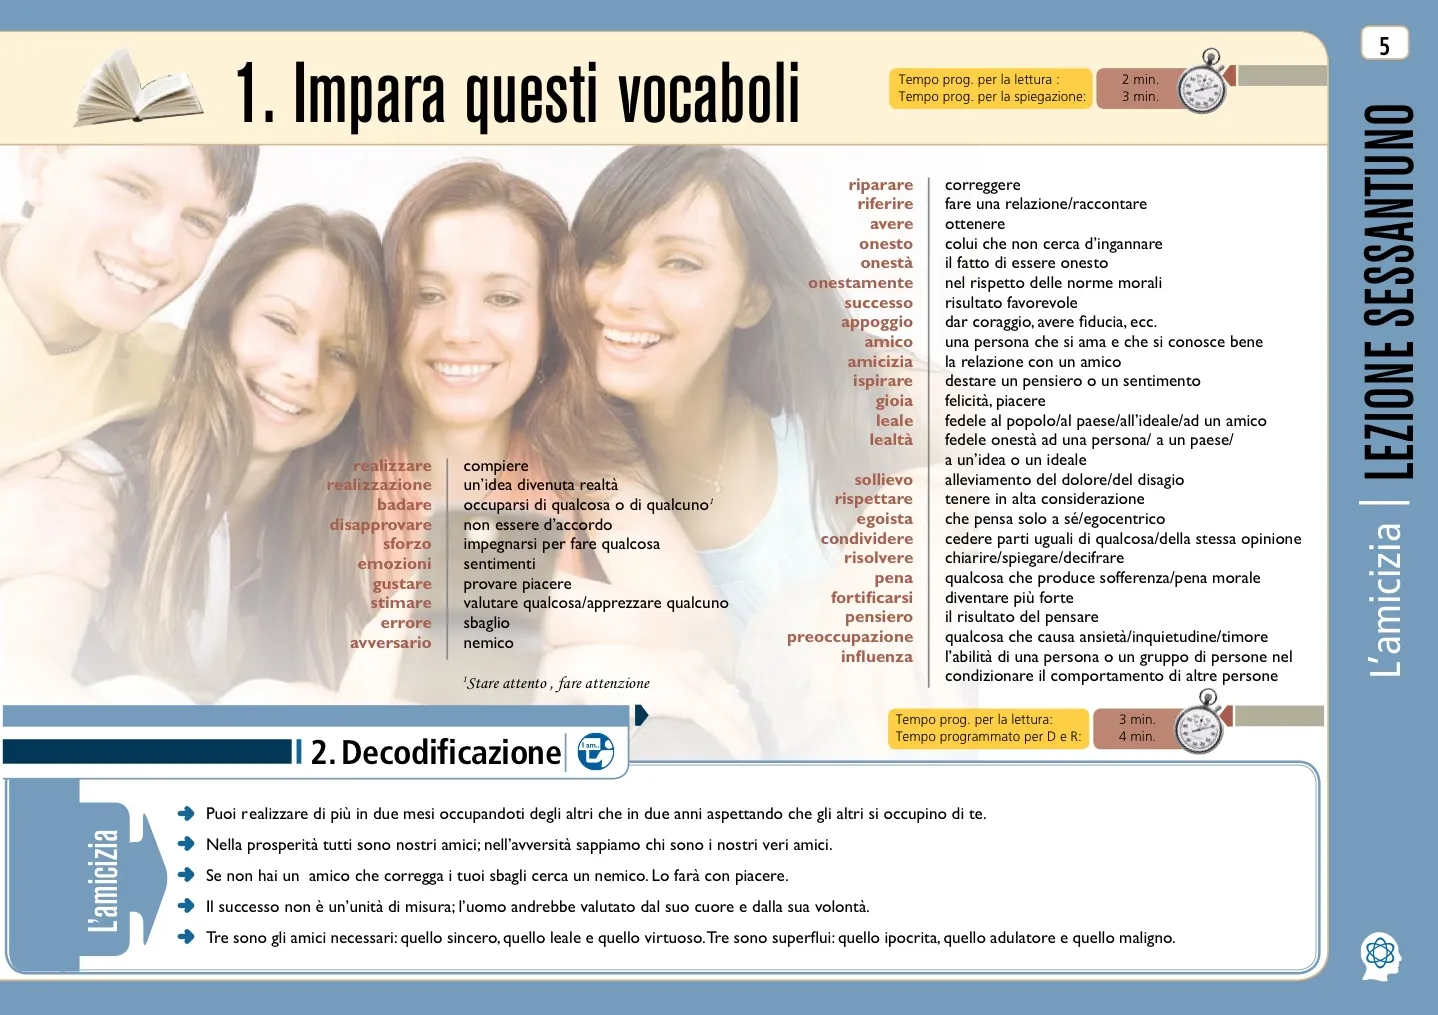 5
1. Impara questi vocaboli
Tempo prog. per la lettura : 2 min.
Tempo prog. per la spiegazione: 3 min.
realizzare compiere
realizzazione un'idea divenuta realtà
badare occuparsi di qualcosa o di qualcuno¹
disapprovare non essere d'accordo
sforzo impegnarsi per fare qualcosa
emozioni sentimenti
gustare provare piacere
stimare valutare qualcosa/apprezzare qualcuno
errore sbaglio
avversario nemico
¹Stare attento , fare attenzione
riparare correggere
riferire fare una relazione/raccontare
avere ottenere
onesto colui che non cerca d'ingannare
onestà il fatto di essere onesto
onestamente nel rispetto delle norme morali
successo risultato favorevole
appoggio dar coraggio, avere fiducia, ecc.
amico una persona che si ama e che si conosce bene
amicizia la relazione con un amico
ispirare destare un pensiero o un sentimento
gioia felicità, piacere
leale fedele al popolo/al paese/all'ideale/ad un amico
lealtà fedele onestà ad una persona/ a un paese/
a un'idea o un ideale
sollievo alleviamento del dolore/del disagio
rispettare tenere in alta considerazione
egoista che pensa solo a sé/egocentrico
condividere cedere parti uguali di qualcosa/della stessa opinione
risolvere chiarire/spiegare/decifrare
pena qualcosa che produce sofferenza/pena morale
fortificarsi diventare più forte
pensiero il risultato del pensare
preoccupazione qualcosa che causa ansietà/inquietudine/timore
influenza l'abilità di una persona o un gruppo di persone nel
condizionare il comportamento di altre persone
L'amicizia | LEZIONE SESSANTUNO
2. Decodificazione
I am..
Tempo prog. per la lettura: 3 min.
Tempo programmato per D e R: 4 min.
L'amicizia
Puoi realizzare di più in due mesi occupandoti degli altri che in due anni aspettando che gli altri si occupino di te.
Nella prosperità tutti sono nostri amici; nell'avversità sappiamo chi sono i nostri veri amici.
Se non hai un amico che corregga i tuoi sbagli cerca un nemico. Lo farà con piacere.
Il successo non è un'unità di misura; l'uomo andrebbe valutato dal suo cuore e dalla sua volontà.
Tre sono gli amici necessari: quello sincero, quello leale e quello virtuoso. Tre sono superflui: quello ipocrita, quello adulatore e quello maligno.